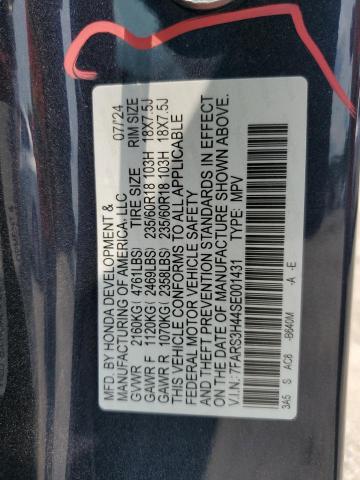 MFD. BY HONDA DEVELOPMENT &
MANUFACTURING OF AMERICA, LLC 07/'24
GVWR 2160KG( 4761LBS) TIRE SIZE RIM SIZE
GAWR F 1120KG( 2469LBS) 235/60R18 103H 18X7.5J
GAWR R 1070KG( 2358LBS) 235/60R18 103H 18X7.5J
THIS VEHICLE CONFORMS TO ALL APPLICABLE
FEDERAL MOTOR VEHICLE SAFETY
AND THEFT PREVENTION STANDARDS IN EFFECT
ON THE DATE OF MANUFACTURE SHOWN ABOVE.
V.I.N.:7FARS3H44SE001431 TYPE: MPV
3A5 S AC8 -B640M -A -E